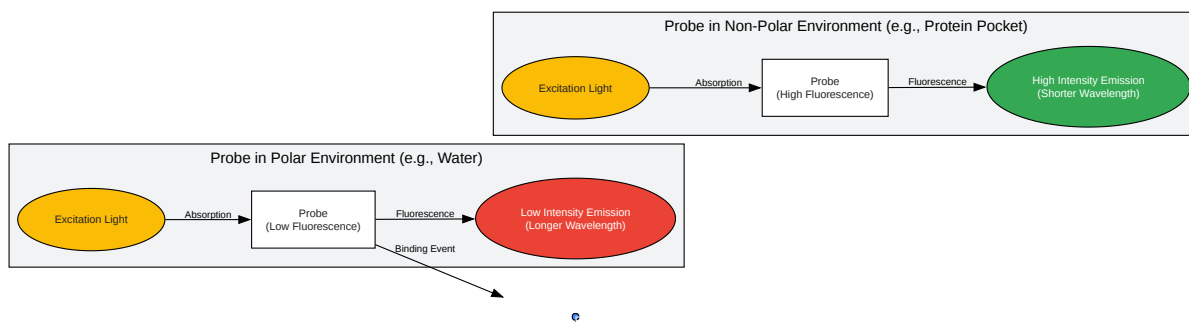 Probe in Non-Polar Environment (e.g., Protein Pocket)
Excitation Light
Absorption
Probe
(High Fluorescence)
Fluorescence
High Intensity Emission
(Shorter Wavelength)
Probe in Polar Environment (e.g., Water)
Excitation Light
Absorption
Probe
(Low Fluorescence)
Fluorescence
Low Intensity Emission
(Longer Wavelength)
Binding Event